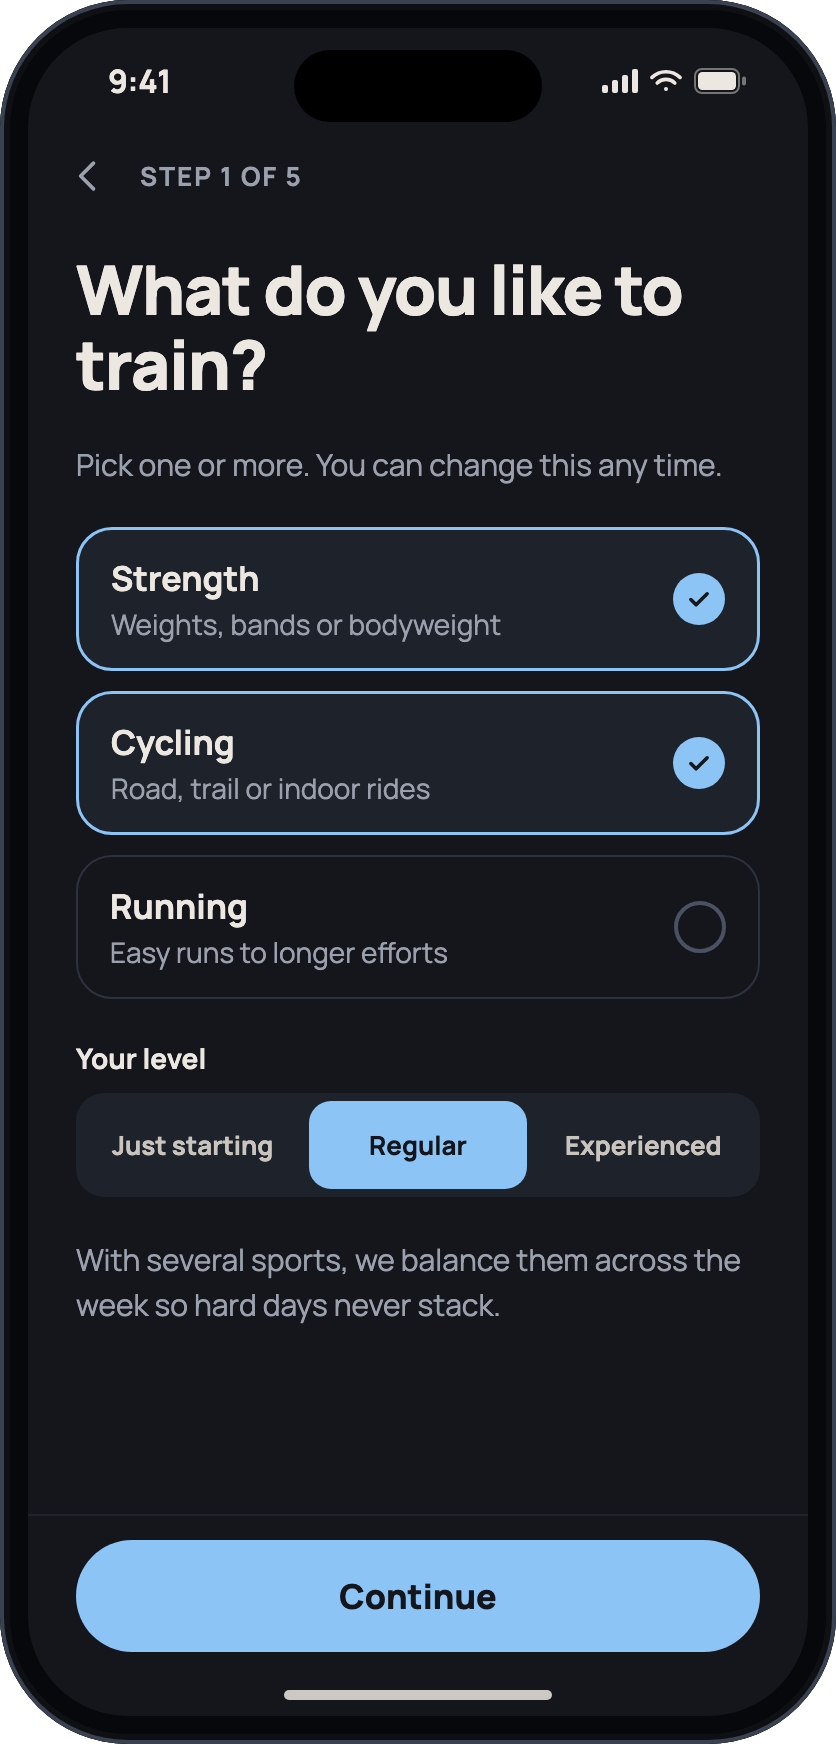 9:41
STEP 1 OF 5
What do you like to
train?
Pick one or more. You can change this any time.
Strength
Weights, bands or bodyweight
Cycling
Road, trail or indoor rides
Running
Easy runs to longer efforts
Your level
Just starting Regular Experienced
With several sports, we balance them across the
week so hard days never stack.
Continue